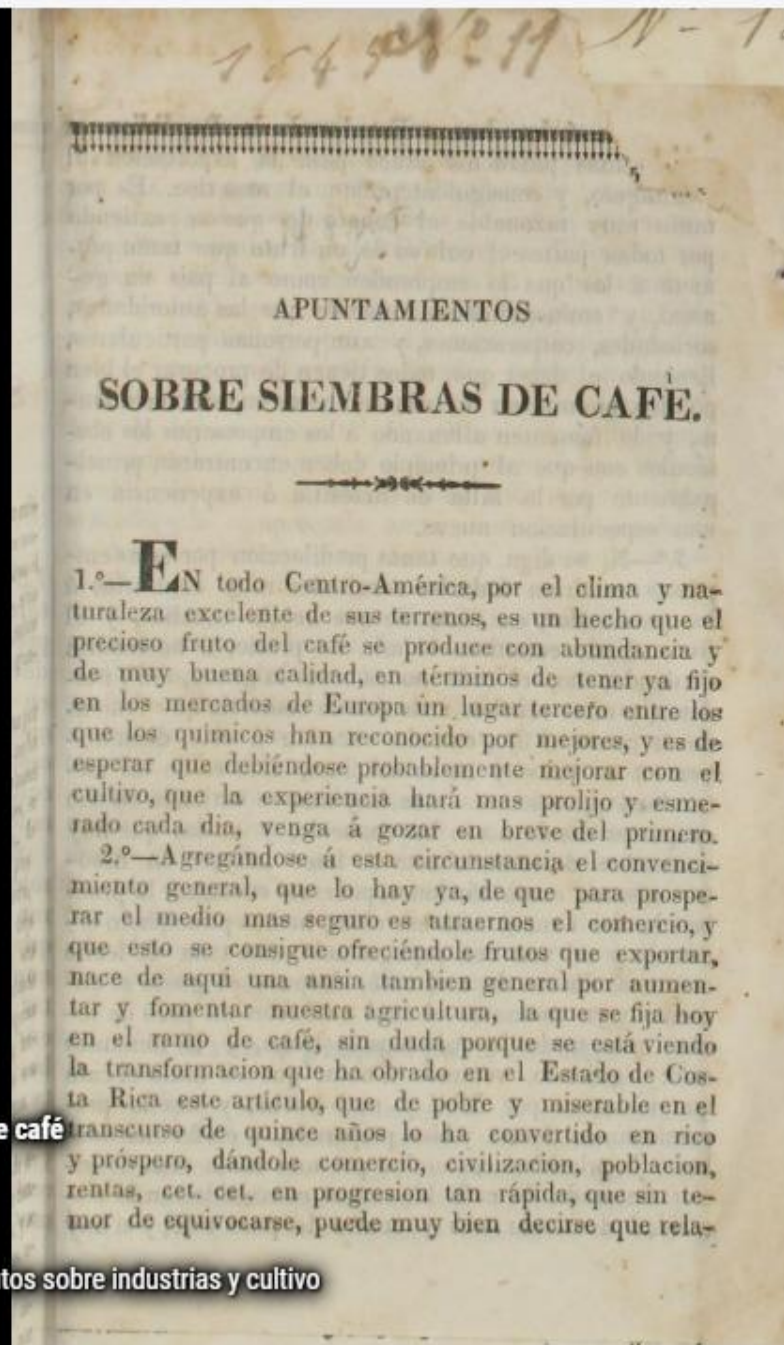 1845 Nº 11 Nº 1
APUNTAMIENTOS
SOBRE SIEMBRAS DE CAFÈ.
1.º—EN todo Centro-América, por el clima y na-
turaleza excelente de sus terrenos, es un hecho que el
precioso fruto del café se produce con abundancia y
de muy buena calidad, en términos de tener ya fijo
en los mercados de Europa un lugar tercero entre los
que los químicos han reconocido por mejores, y es de
esperar que debiéndose probablemente mejorar con el
cultivo, que la experiencia hará mas prolijo y esme-
rado cada dia, venga á gozar en breve del primero.
2.º—Agregándose á esta circunstancia el convenci-
miento general, que lo hay ya, de que para prospe-
rar el medio mas seguro es atraernos el comercio, y
que esto se consigue ofreciéndole frutos que exportar,
nace de aqui una ansia tambien general por aumen-
tar y fomentar nuestra agricultura, la que se fija hoy
en el ramo de café, sin duda porque se está viendo
la transformacion que ha obrado en el Estado de Cos-
ta Rica este articulo, que de pobre y miserable en el
transcurso de quince años lo ha convertido en rico
y próspero, dándole comercio, civilizacion, poblacion,
rentas, cet. cet. en progresion tan rápida, que sin te-
mor de equivocarse, puede muy bien decirse que rela-
e café
tos sobre industrias y cultivo